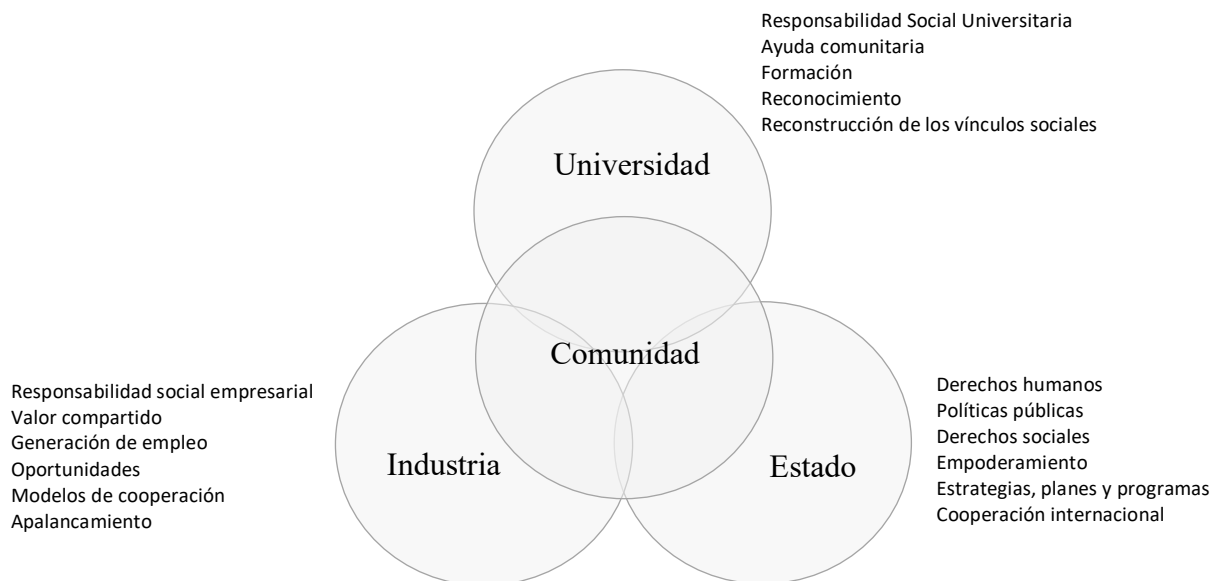 Responsabilidad Social Universitaria
Ayuda comunitaria
Formación
Reconocimiento
Reconstrucción de los vínculos sociales
Universidad
Comunidad
Responsabilidad social empresarial
Valor compartido
Generación de empleo
Oportunidades
Modelos de cooperación
Apalancamiento
Industria
Estado
Derechos humanos
Políticas públicas
Derechos sociales
Empoderamiento
Estrategias, planes y programas
Cooperación internacional